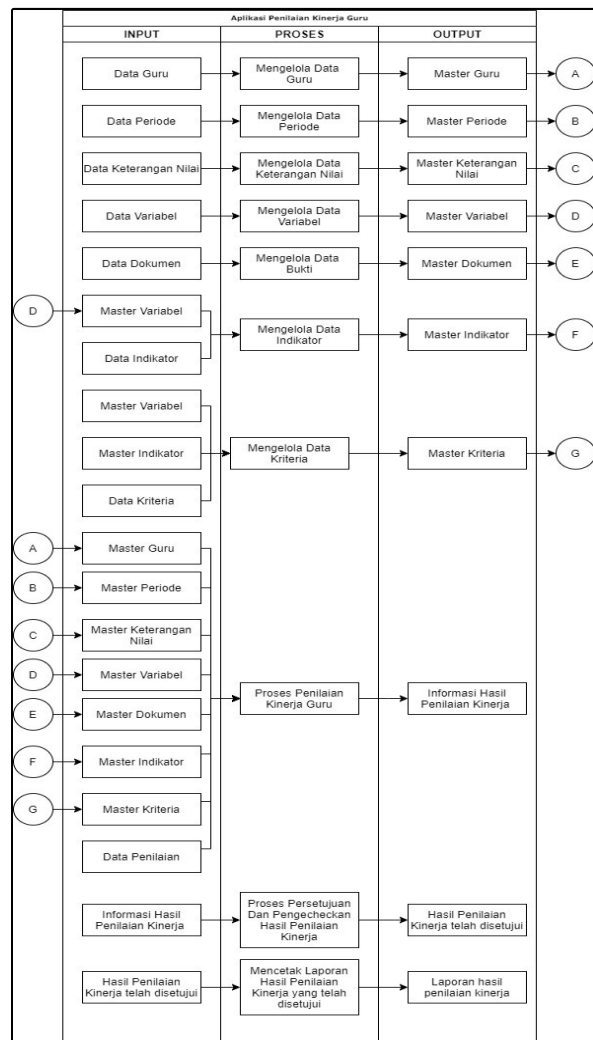 Aplikasi Penilaian Kinerja Guru
INPUT
PROSES
OUTPUT
Data Guru
Mengelola Data
Guru
Master Guru
A
Data Periode
Mengelola Data
Periode
Master Periode
B
Data Keterangan Nilai
Mengelola Data
Keterangan Nilai
Master Keterangan
Nilai
C
Data Variabel
Mengelola Data
Variabel
Master Variabel
D
Data Dokumen
Mengelola Data
Bukti
Master Dokumen
E
D
Master Variabel
Data Indikator
Mengelola Data
Indikator
Master Indikator
F
Master Variabel
Master Indikator
Data Kriteria
Mengelola Data
Kriteria
Master Kriteria
G
A
Master Guru
B
Master Periode
C
Master Keterangan
Nilai
D
Master Variabel
E
Master Dokumen
F
Master Indikator
G
Master Kriteria
Data Penilaian
Proses Penilaian
Kinerja Guru
Informasi Hasil
Penilaian Kinerja
Informasi Hasil
Penilaian Kinerja
Proses Persetujuan
Dan Pengecheckan
Hasil Penilaian
Kinerja
Hasil Penilaian
Kinerja telah disetujui
Hasil Penilaian
Kinerja telah disetujui
Mencetak Laporan
Hasil Penilaian
Kinerja yang telah
disetujui
Laporan hasil
penilaian kinerja